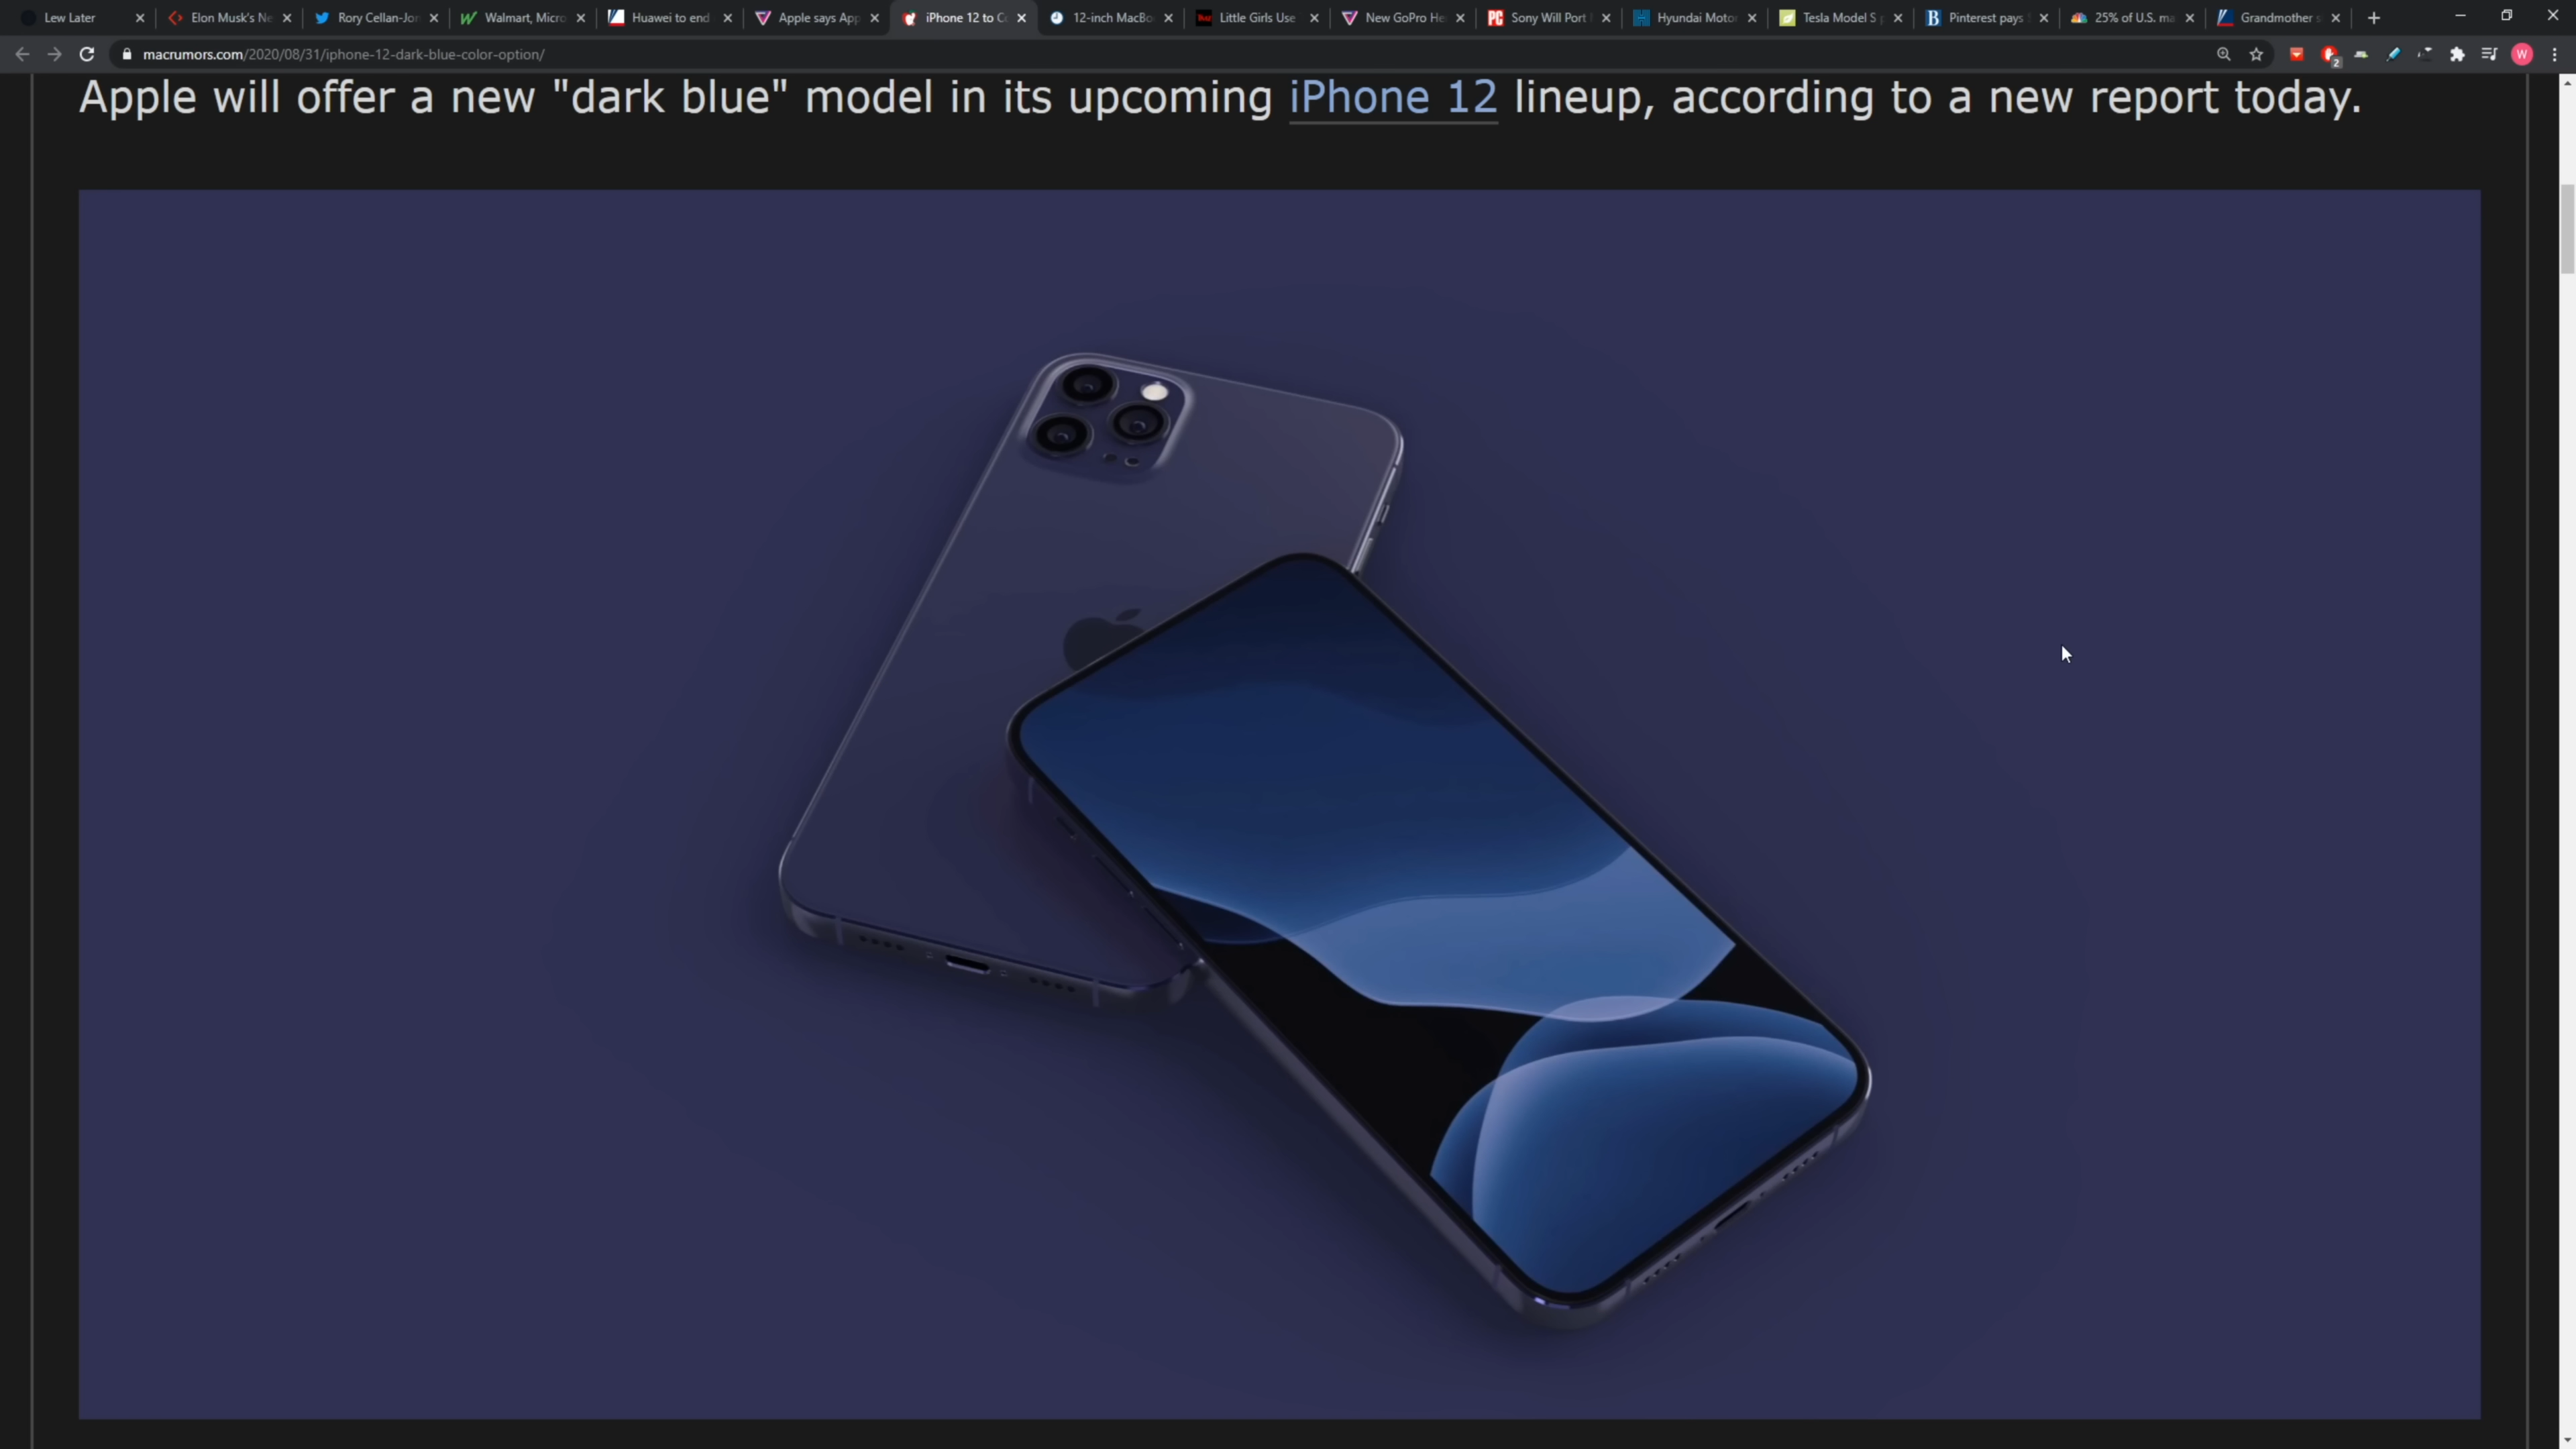 Lew Later
Elon Musk's Ne
Rory Cellan-Jon
Walmart, Micro
Huawei to end
Apple says App
iPhone 12 to Co
12-inch MacBo
Little Girls Use
New GoPro He
Sony Will Port
Hyundai Motor
Tesla Model S p
Pinterest pays
25% of U.S. ma
Grandmother s
macrumors.com/2020/08/31/iphone-12-dark-blue-color-option/
2
W
Apple will offer a new "dark blue" model in its upcoming iPhone 12 lineup, according to a new report today.